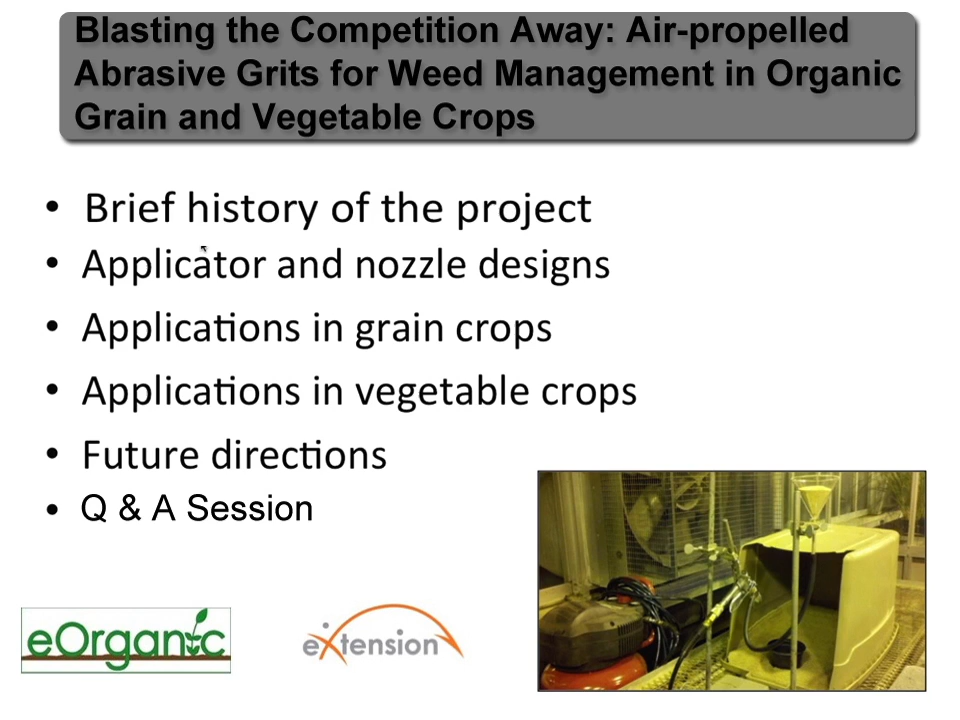 Blasting the Competition Away: Air-propelled
Abrasive Grits for Weed Management in Organic
Grain and Vegetable Crops
• Brief history of the project
• Applicator and nozzle designs
• Applications in grain crops
• Applications in vegetable crops
• Future directions
• Q & A Session
eOrganic
eXtension